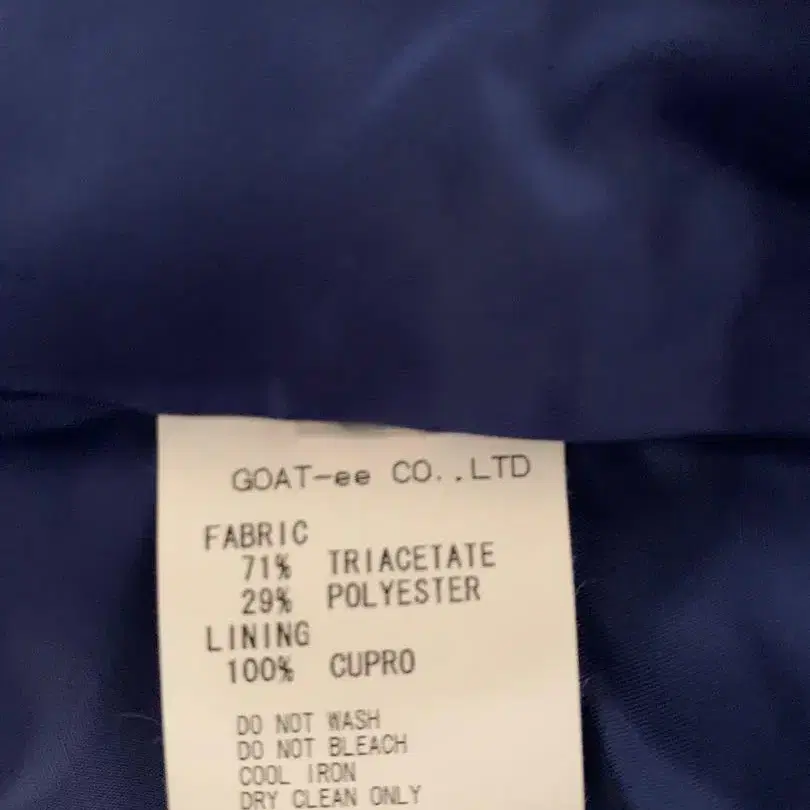 GOAT-ee CO.,LTD
FABRIC
71% TRIACETATE
29% POLYESTER
LINING
100% CUPRO
DO NOT WASH
DO NOT BLEACH
COOL IRON
DRY CLEAN ONLY